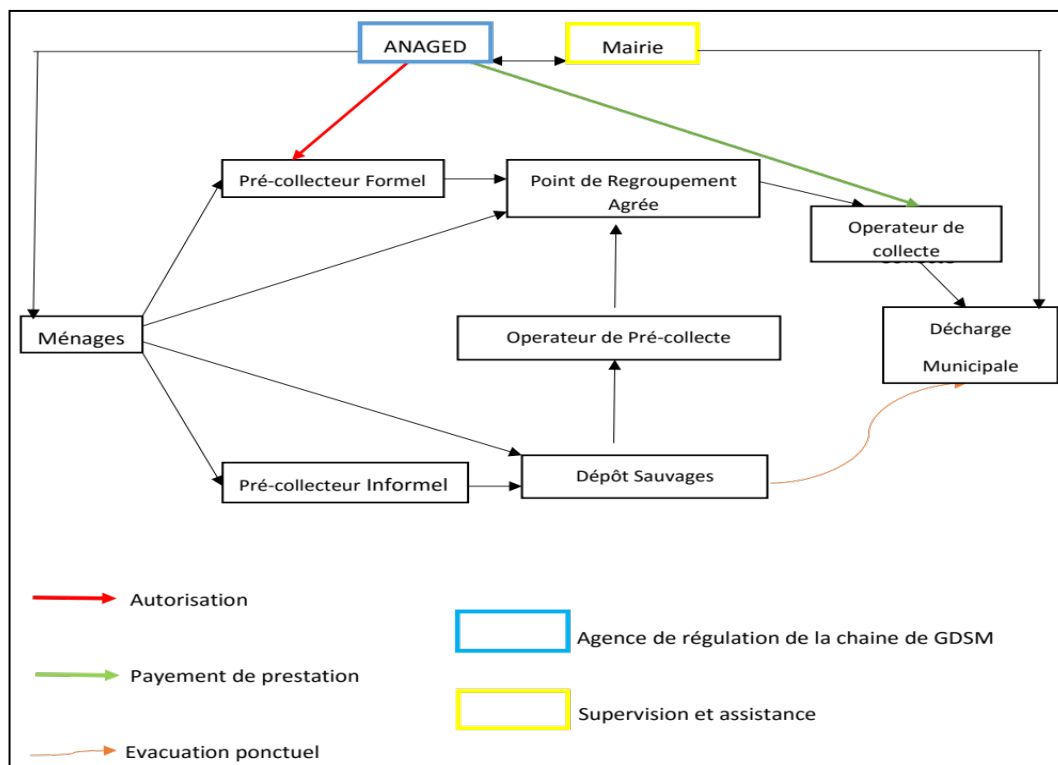 ANAGED
Mairie
Pré-collecteur Formel
Point de Regroupement
Agrée
Operateur de
collecte
Ménages
Operateur de Pré-collecte
Décharge
Municipale
Pré-collecteur Informel
Dépôt Sauvages
Autorisation
Agence de régulation de la chaine de GDSM
Payement de prestation
Supervision et assistance
Evacuation ponctuel